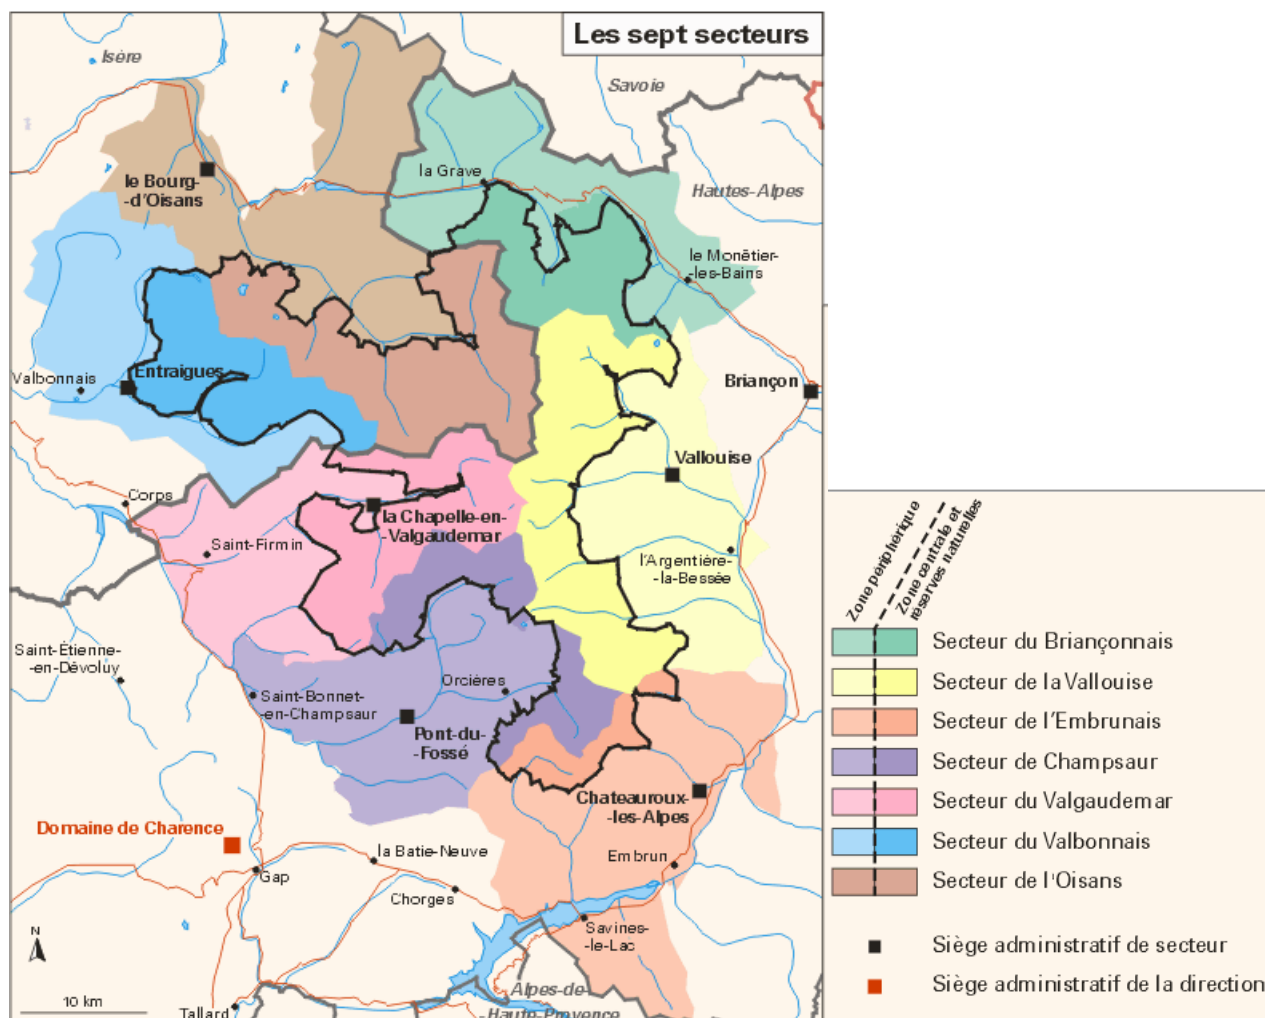 Les sept secteurs
Isère
Savoie
la Grave
Hautes-Alpes
le Bourg-
-d'Oisans
le Monêtier-
-les-Bains
Valbonnais
Entraigues
Briançon
Vallouise
Corps
la Chapelle-en-
-Valgaudemar
Saint-Firmin
l'Argentière-
-la-Bessée
Saint-Étienne-
-en-Dévoluy
Orcières
Saint-Bonnet-
-en-Champsaur
Pont-du-
-Fossé
Chateauroux-
-les-Alpes
Domaine de Charence
la Batie-Neuve
Embrun
Gap
Chorges
Savines-
-le-Lac
N
10 km
Tallard
Alpes-de-
-Haute-Provence
Zone périphérique
Zone centrale et
réserves naturelles
Secteur du Briançonnais
Secteur de la Vallouise
Secteur de l'Embrunais
Secteur de Champsaur
Secteur du Valgaudemar
Secteur du Valbonnais
Secteur de l'Oisans
Siège administratif de secteur
Siège administratif de la direction